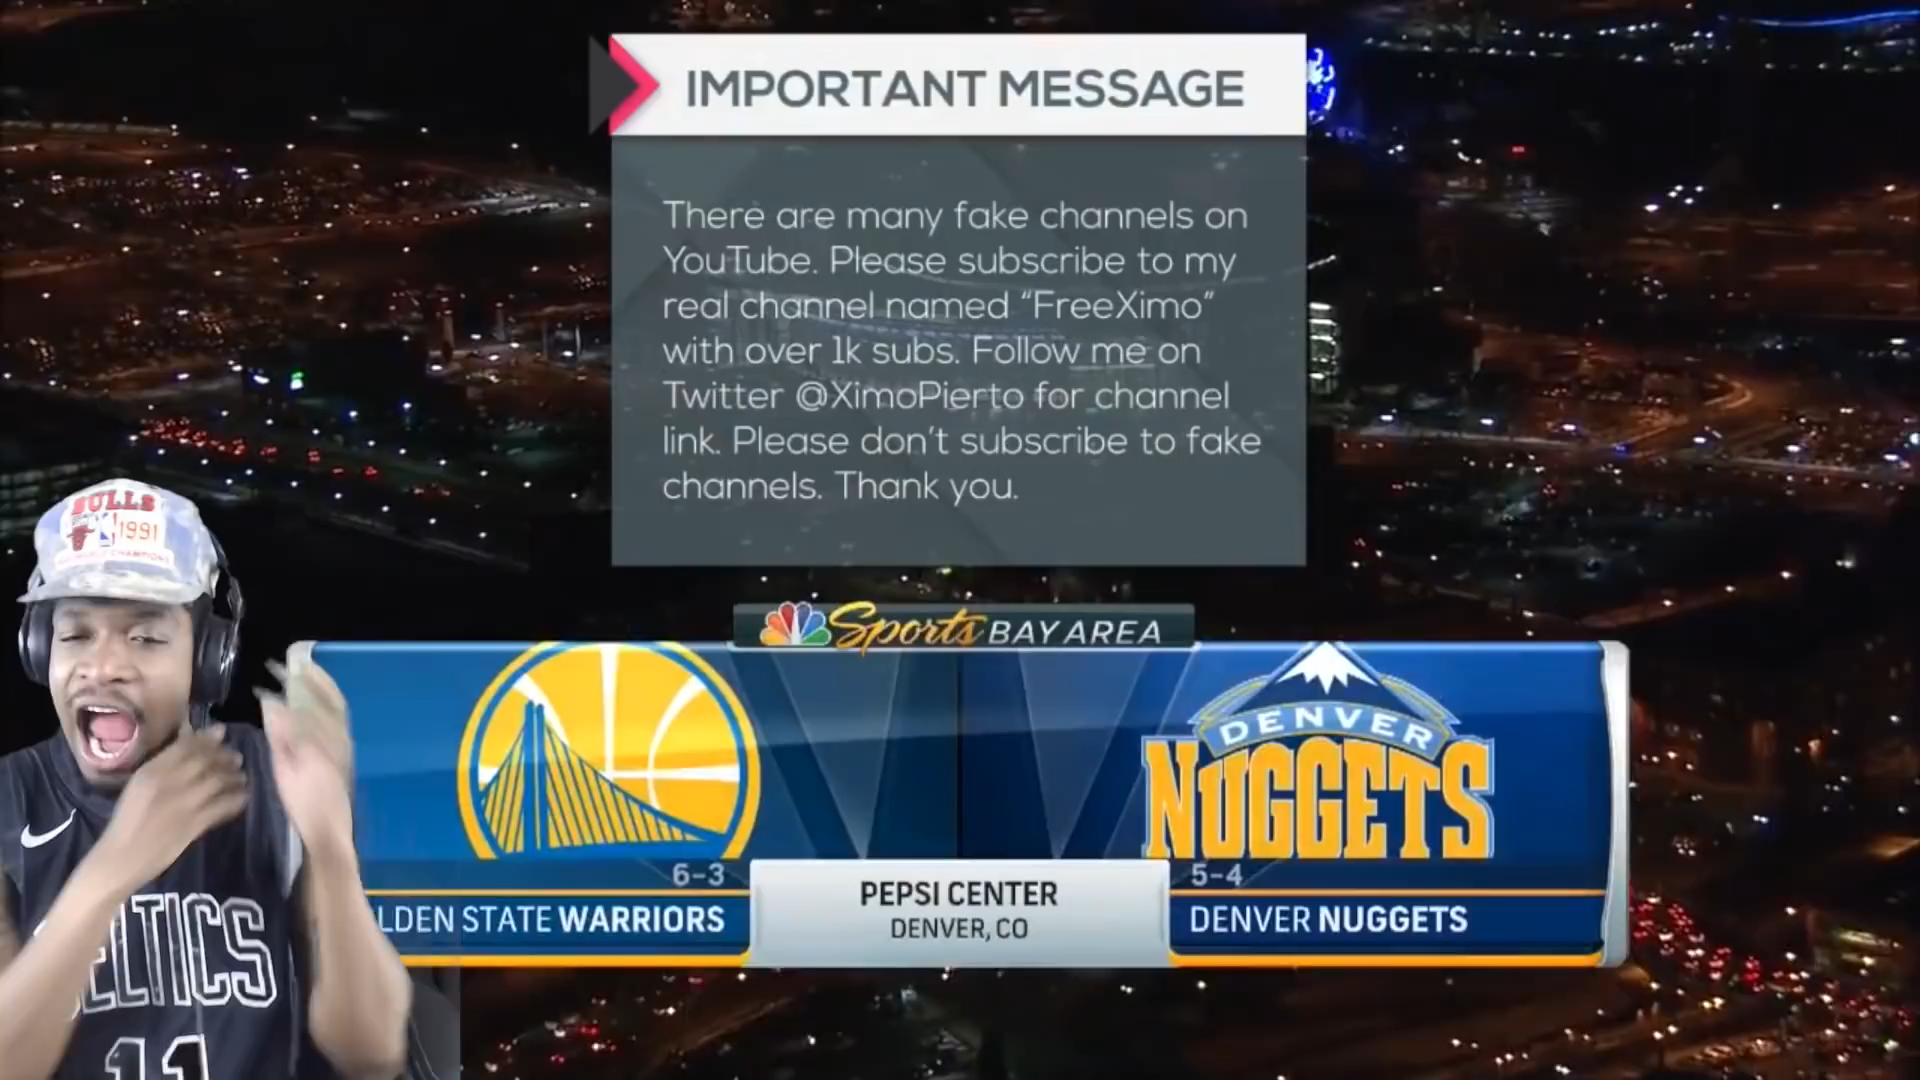 IMPORTANT MESSAGE
There are many fake channels on
YouTube. Please subscribe to my
real channel named “FreeXimo”
with over 1k subs. Follow me on
Twitter @XimoPierto for channel
link. Please don’t subscribe to fake
channels. Thank you.
Sports BAY AREA
DENVER
NUGGETS
6-3
5-4
LDEN STATE WARRIORS
PEPSI CENTER
DENVER, CO
DENVER NUGGETS
BULLS
1991
ELTICS
11